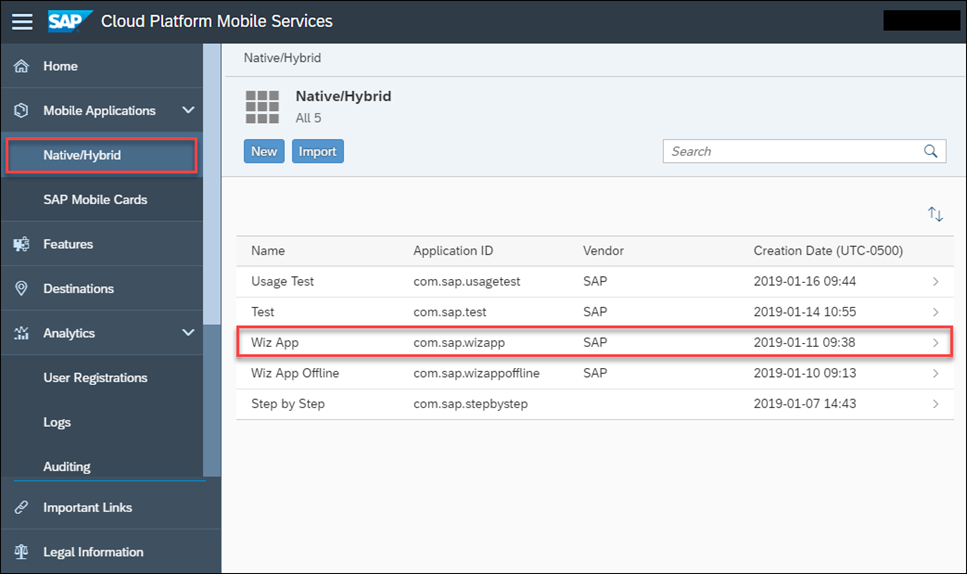 SAP Cloud Platform Mobile Services
Home
Mobile Applications
Native/Hybrid
SAP Mobile Cards
Features
Destinations
Analytics
User Registrations
Logs
Auditing
Important Links
Legal Information
Native/Hybrid
Native/Hybrid
All 5
New Import Search
Name Application ID Vendor Creation Date (UTC-0500)
Usage Test com.sap.usagetest SAP 2019-01-16 09:44
Test com.sap.test SAP 2019-01-14 10:55
Wiz App com.sap.wizapp SAP 2019-01-11 09:38
Wiz App Offline com.sap.wizappoffline SAP 2019-01-10 09:13
Step by Step com.sap.stepbystep 2019-01-07 14:43